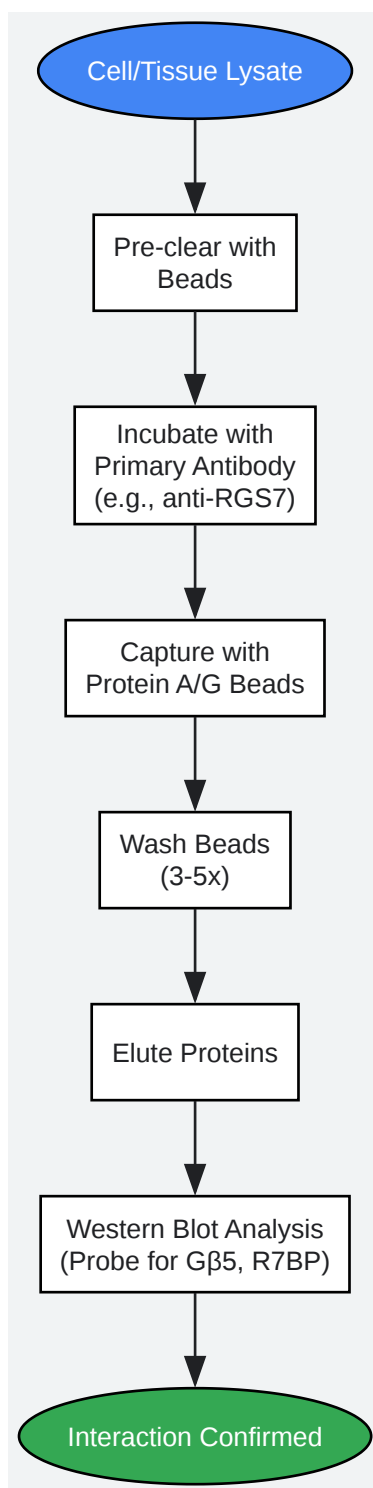 Cell/Tissue Lysate
Pre-clear with
Beads
Incubate with
Primary Antibody
(e.g., anti-RGS7)
Capture with
Protein A/G Beads
Wash Beads
(3-5x)
Elute Proteins
Western Blot Analysis
(Probe for Gβ5, R7BP)
Interaction Confirmed